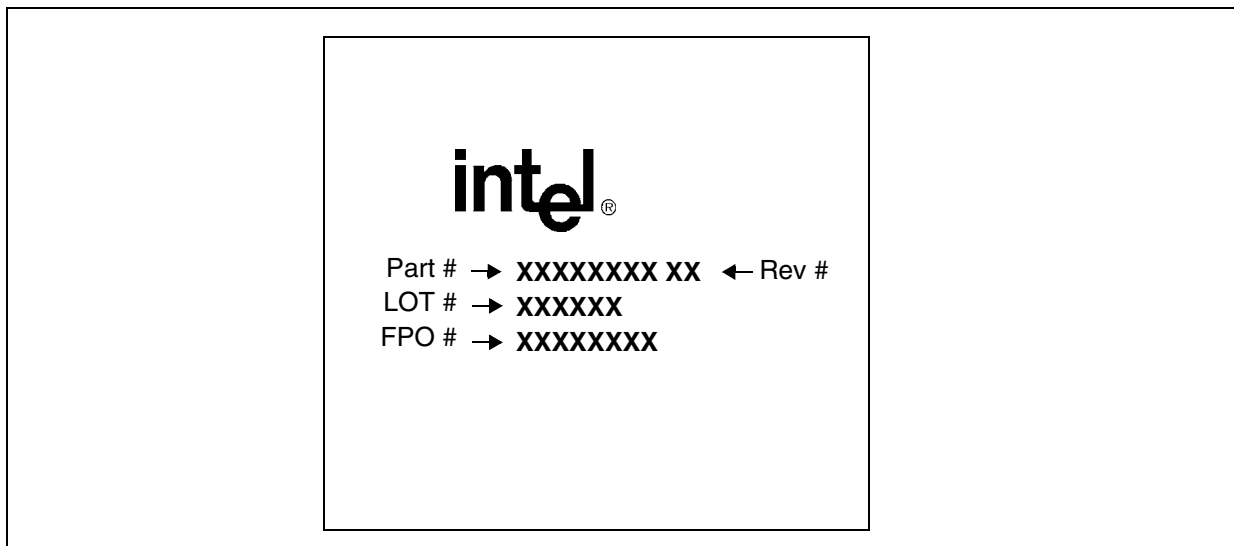 intel®
Part # → XXXXXXXX XX ← Rev #
LOT # → XXXXXX
FPO # → XXXXXXXX